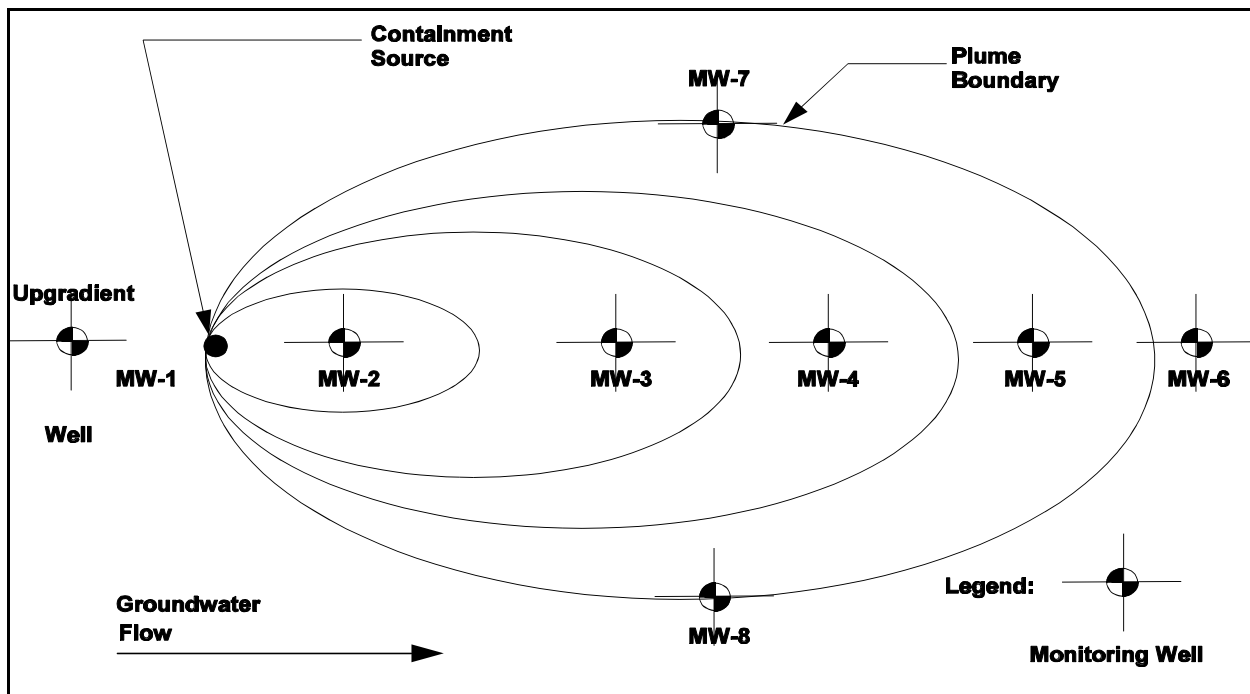 Containment
Source
MW-7
Plume
Boundary
Upgradient
MW-1
MW-2
MW-3
MW-4
MW-5
MW-6
Well
Groundwater
Flow
MW-8
Legend:
Monitoring Well